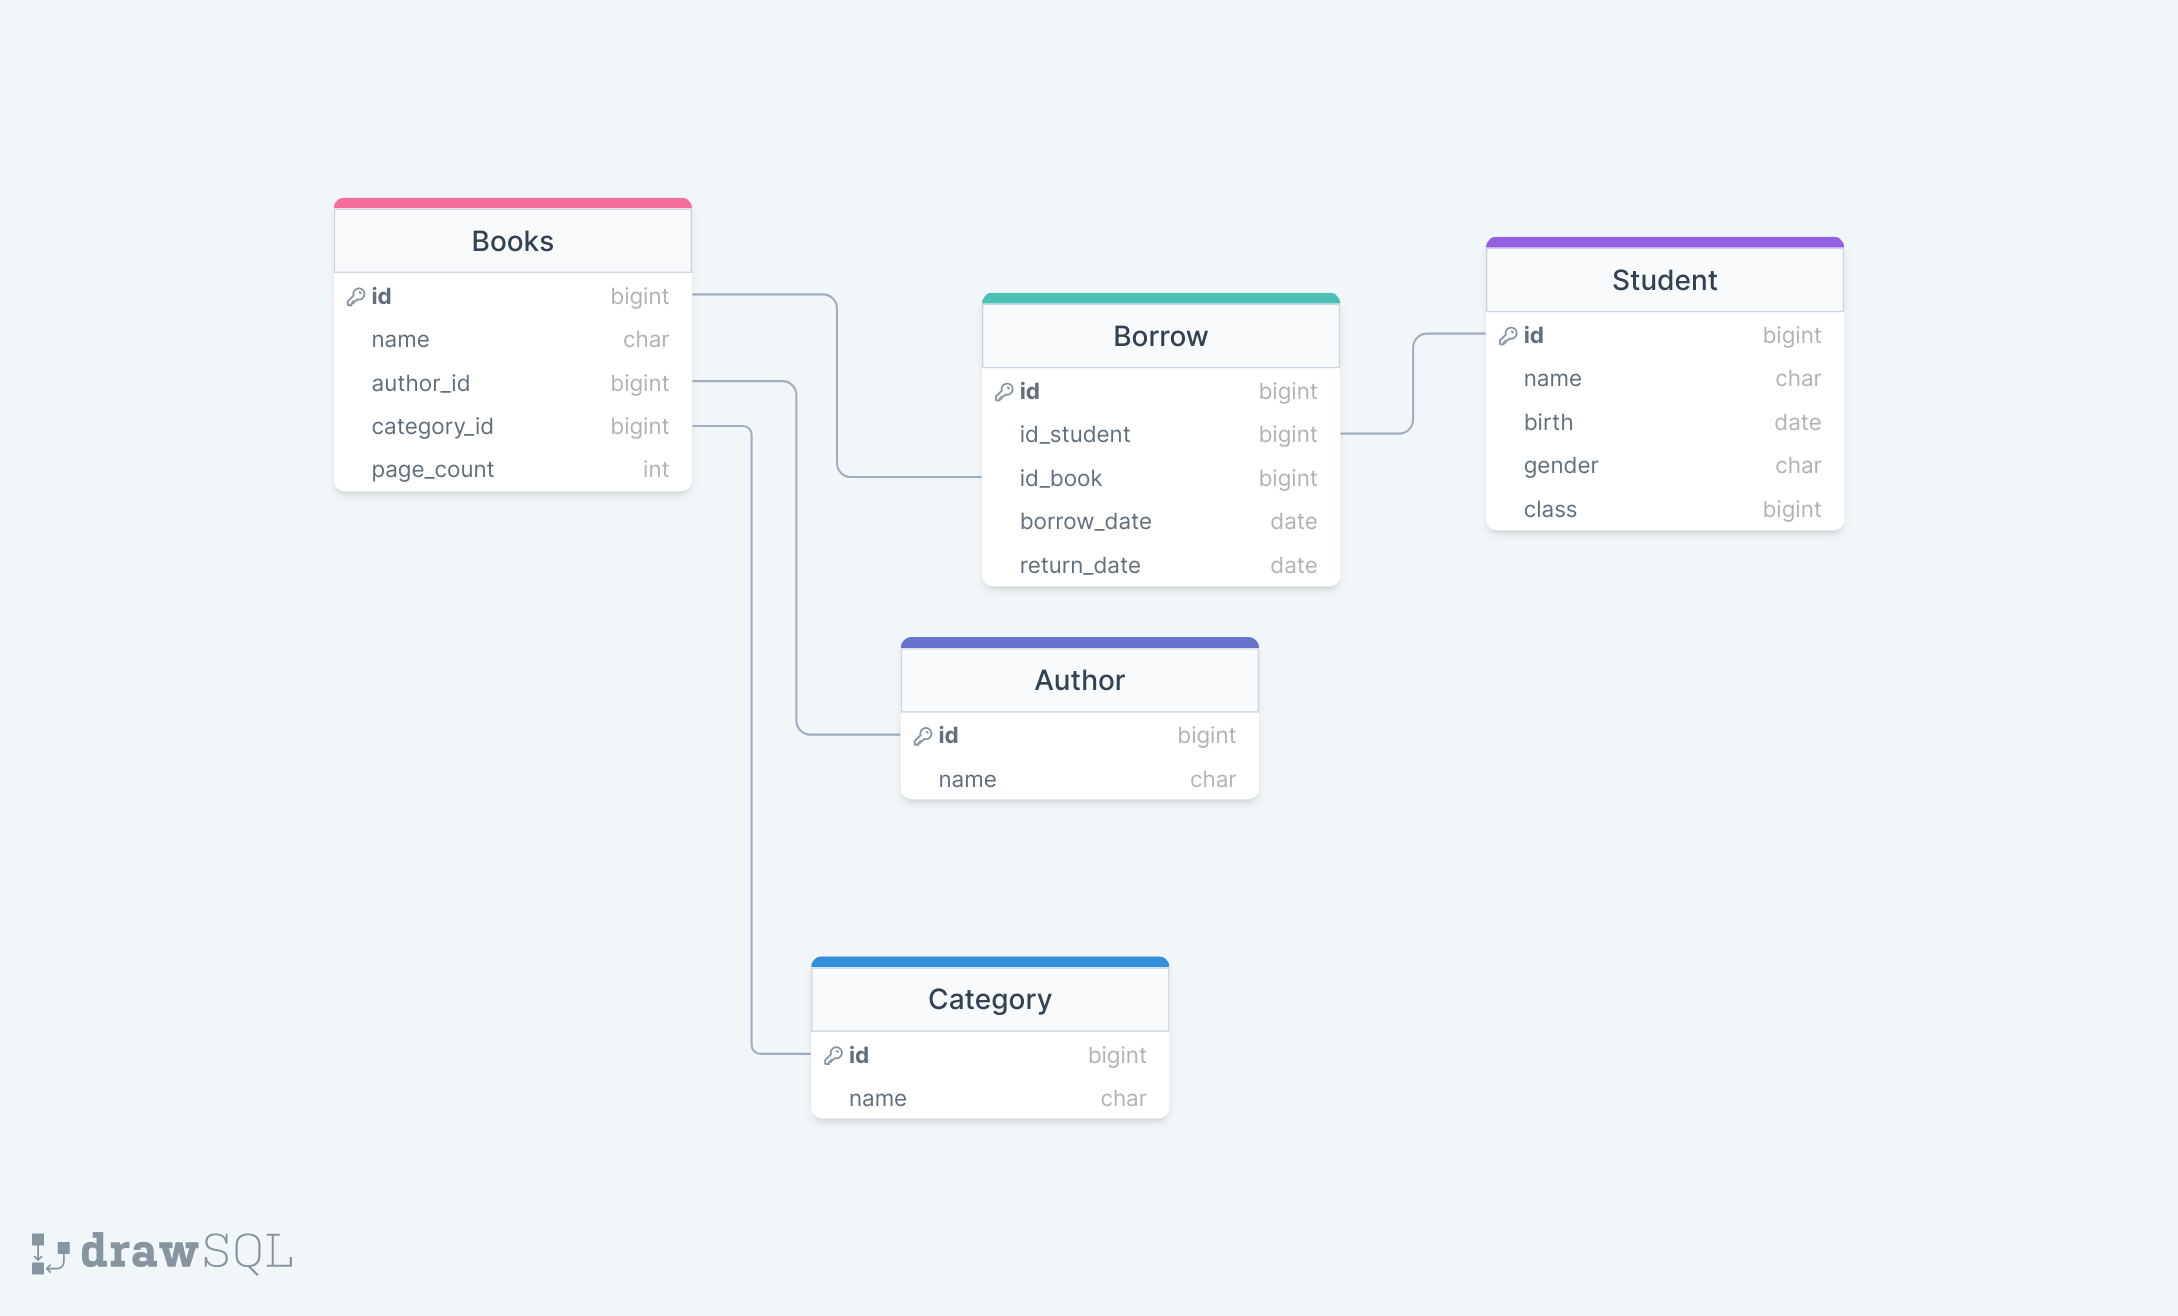 Books
id bigint
name char
author_id bigint
category_id bigint
page_count int
Borrow
id bigint
id_student bigint
id_book bigint
borrow_date date
return_date date
Student
id bigint
name char
birth date
gender char
class bigint
Author
id bigint
name char
Category
id bigint
name char
drawSQL